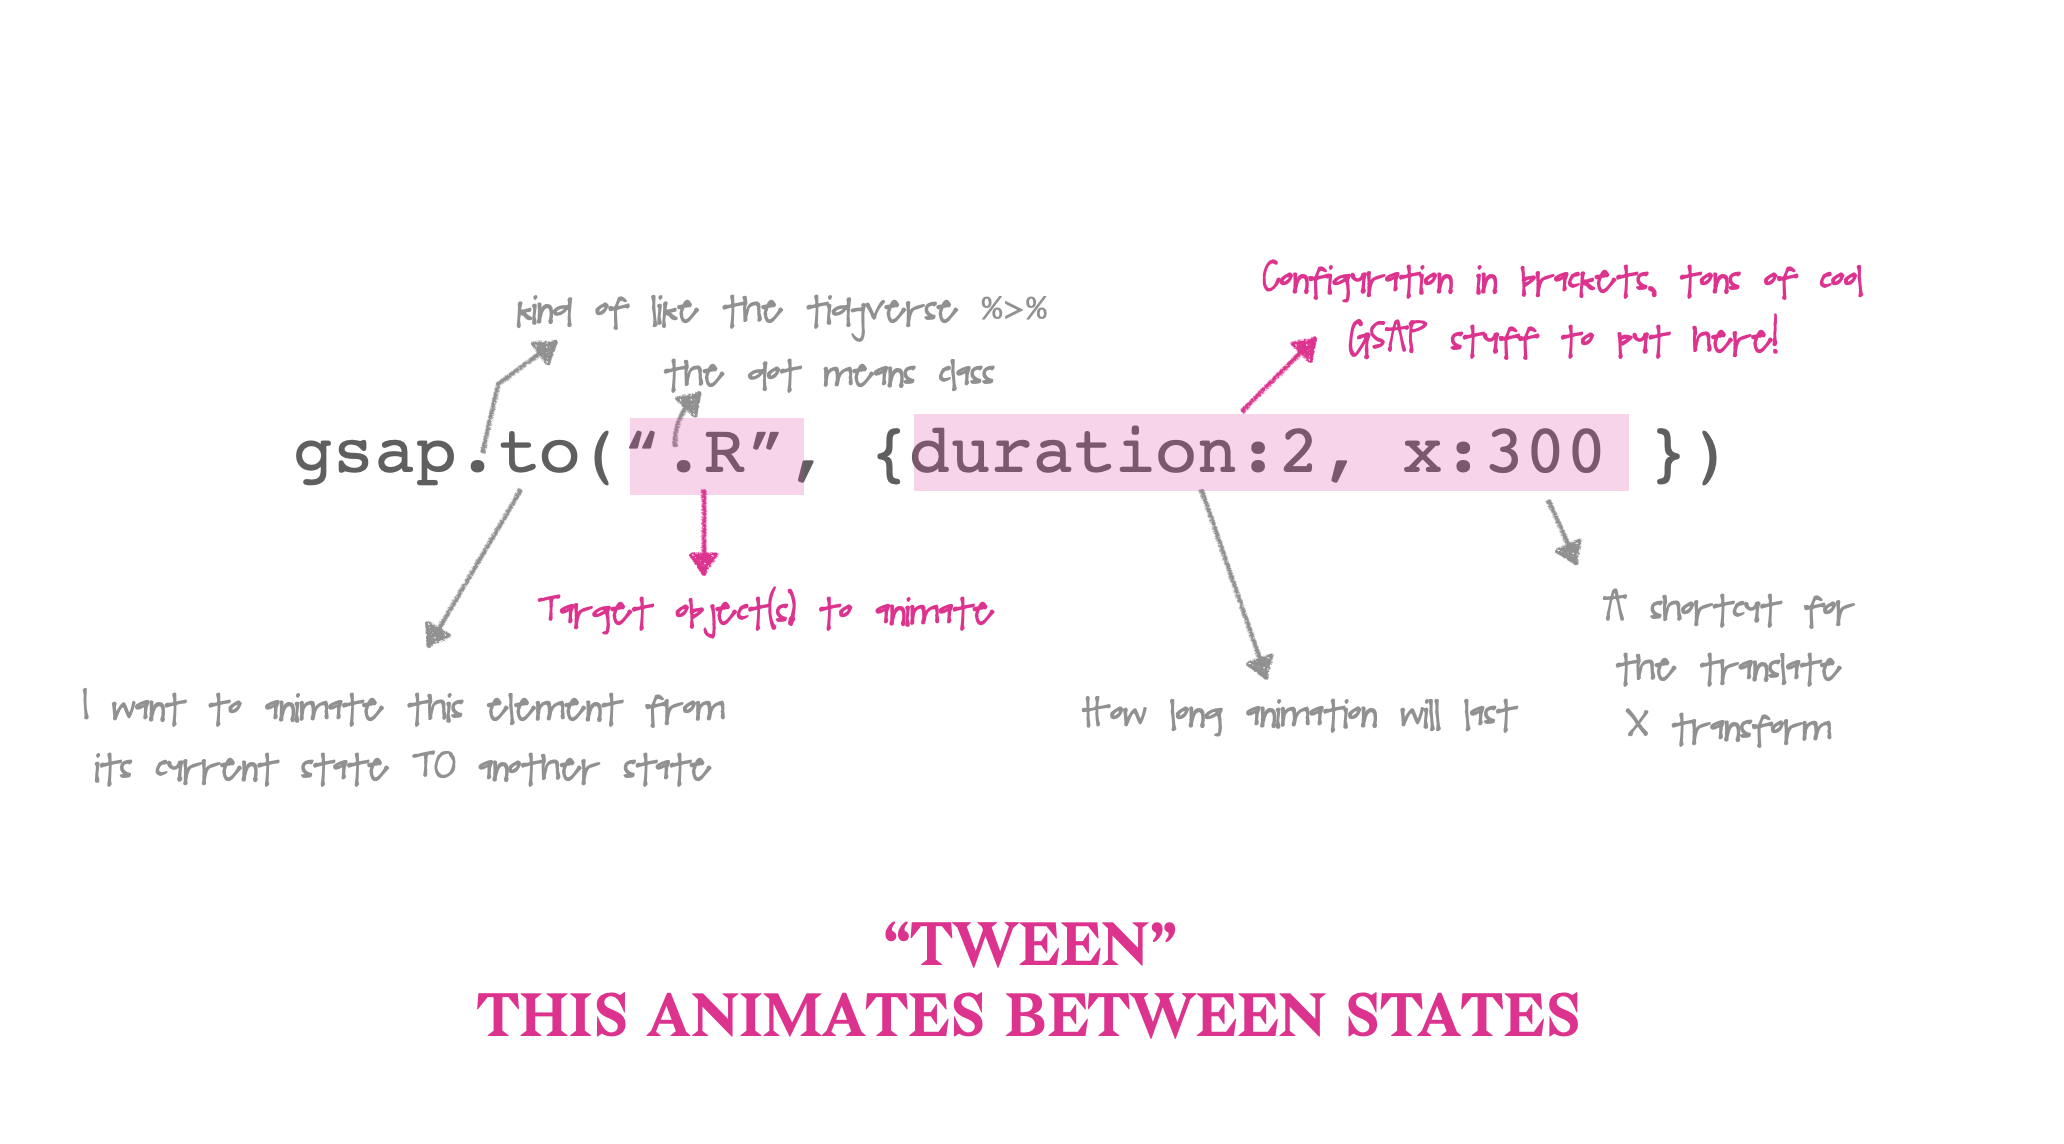 Configuration in brackets, tons of cool
GSAP stuff to put here!
kind of like the tidyverse %>%
the dot means class
gsap.to(“.R”, {duration:2, x:300 })
Target object(s) to animate
I want to animate this element from
its current state TO another state
How long animation will last
A shortcut for
the translate
X transform
“TWEEN”
THIS ANIMATES BETWEEN STATES